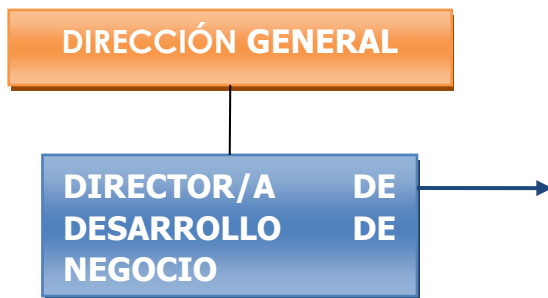 DIRECCIÓN GENERAL
DIRECTOR/A DE
DESARROLLO DE
NEGOCIO